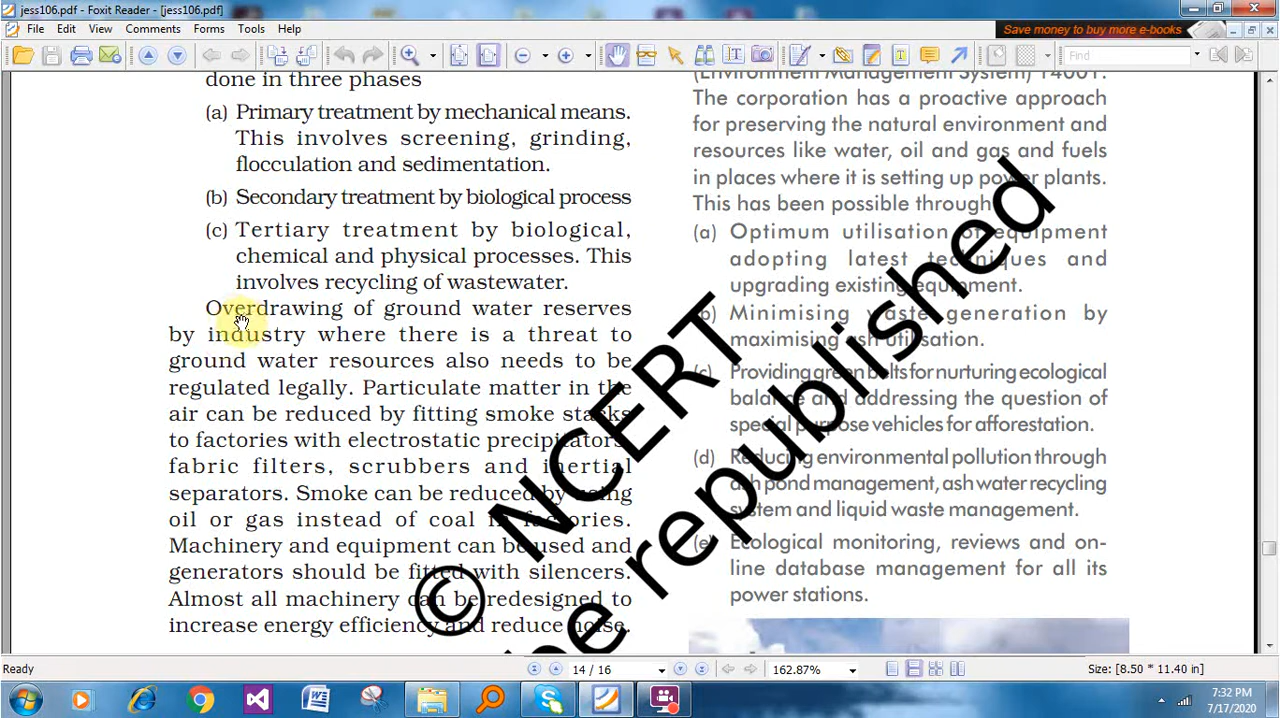 jess106.pdf - Foxit Reader - [jess106.pdf]
File Edit View Comments Forms Tools Help
Save money to buy more e-books
Find
done in three phases
(a) Primary treatment by mechanical means.
This involves screening, grinding,
flocculation and sedimentation.
(b) Secondary treatment by biological process
(c) Tertiary treatment by biological,
chemical and physical processes. This
involves recycling of wastewater.
Overdrawing of ground water reserves
by industry where there is a threat to
ground water resources also needs to be
regulated legally. Particulate matter in the
air can be reduced by fitting smoke stacks
to factories with electrostatic precipitators,
fabric filters, scrubbers and inertial
separators. Smoke can be reduced by using
oil or gas instead of coal in factories.
Machinery and equipment can be used and
generators should be fitted with silencers.
Almost all machinery can be redesigned to
increase energy efficiency and reduce noise.
(Environment Management System) 14001.
The corporation has a proactive approach
for preserving the natural environment and
resources like water, oil and gas and fuels
in places where it is setting up power plants.
This has been possible through
(a) Optimum utilisation of equipment
adopting latest techniques and
upgrading existing equipment.
(b) Minimising waste generation by
maximising ash utilisation.
(c) Providing green belts for nurturing ecological
balance and addressing the question of
special purpose vehicles for afforestation.
(d) Reducing environmental pollution through
ash pond management, ash water recycling
system and liquid waste management.
(e) Ecological monitoring, reviews and on-
line database management for all its
power stations.
© NCERT
be republished
Ready
14 / 16
162.87%
Size: [8.50 * 11.40 in]
7:32 PM
7/17/2020